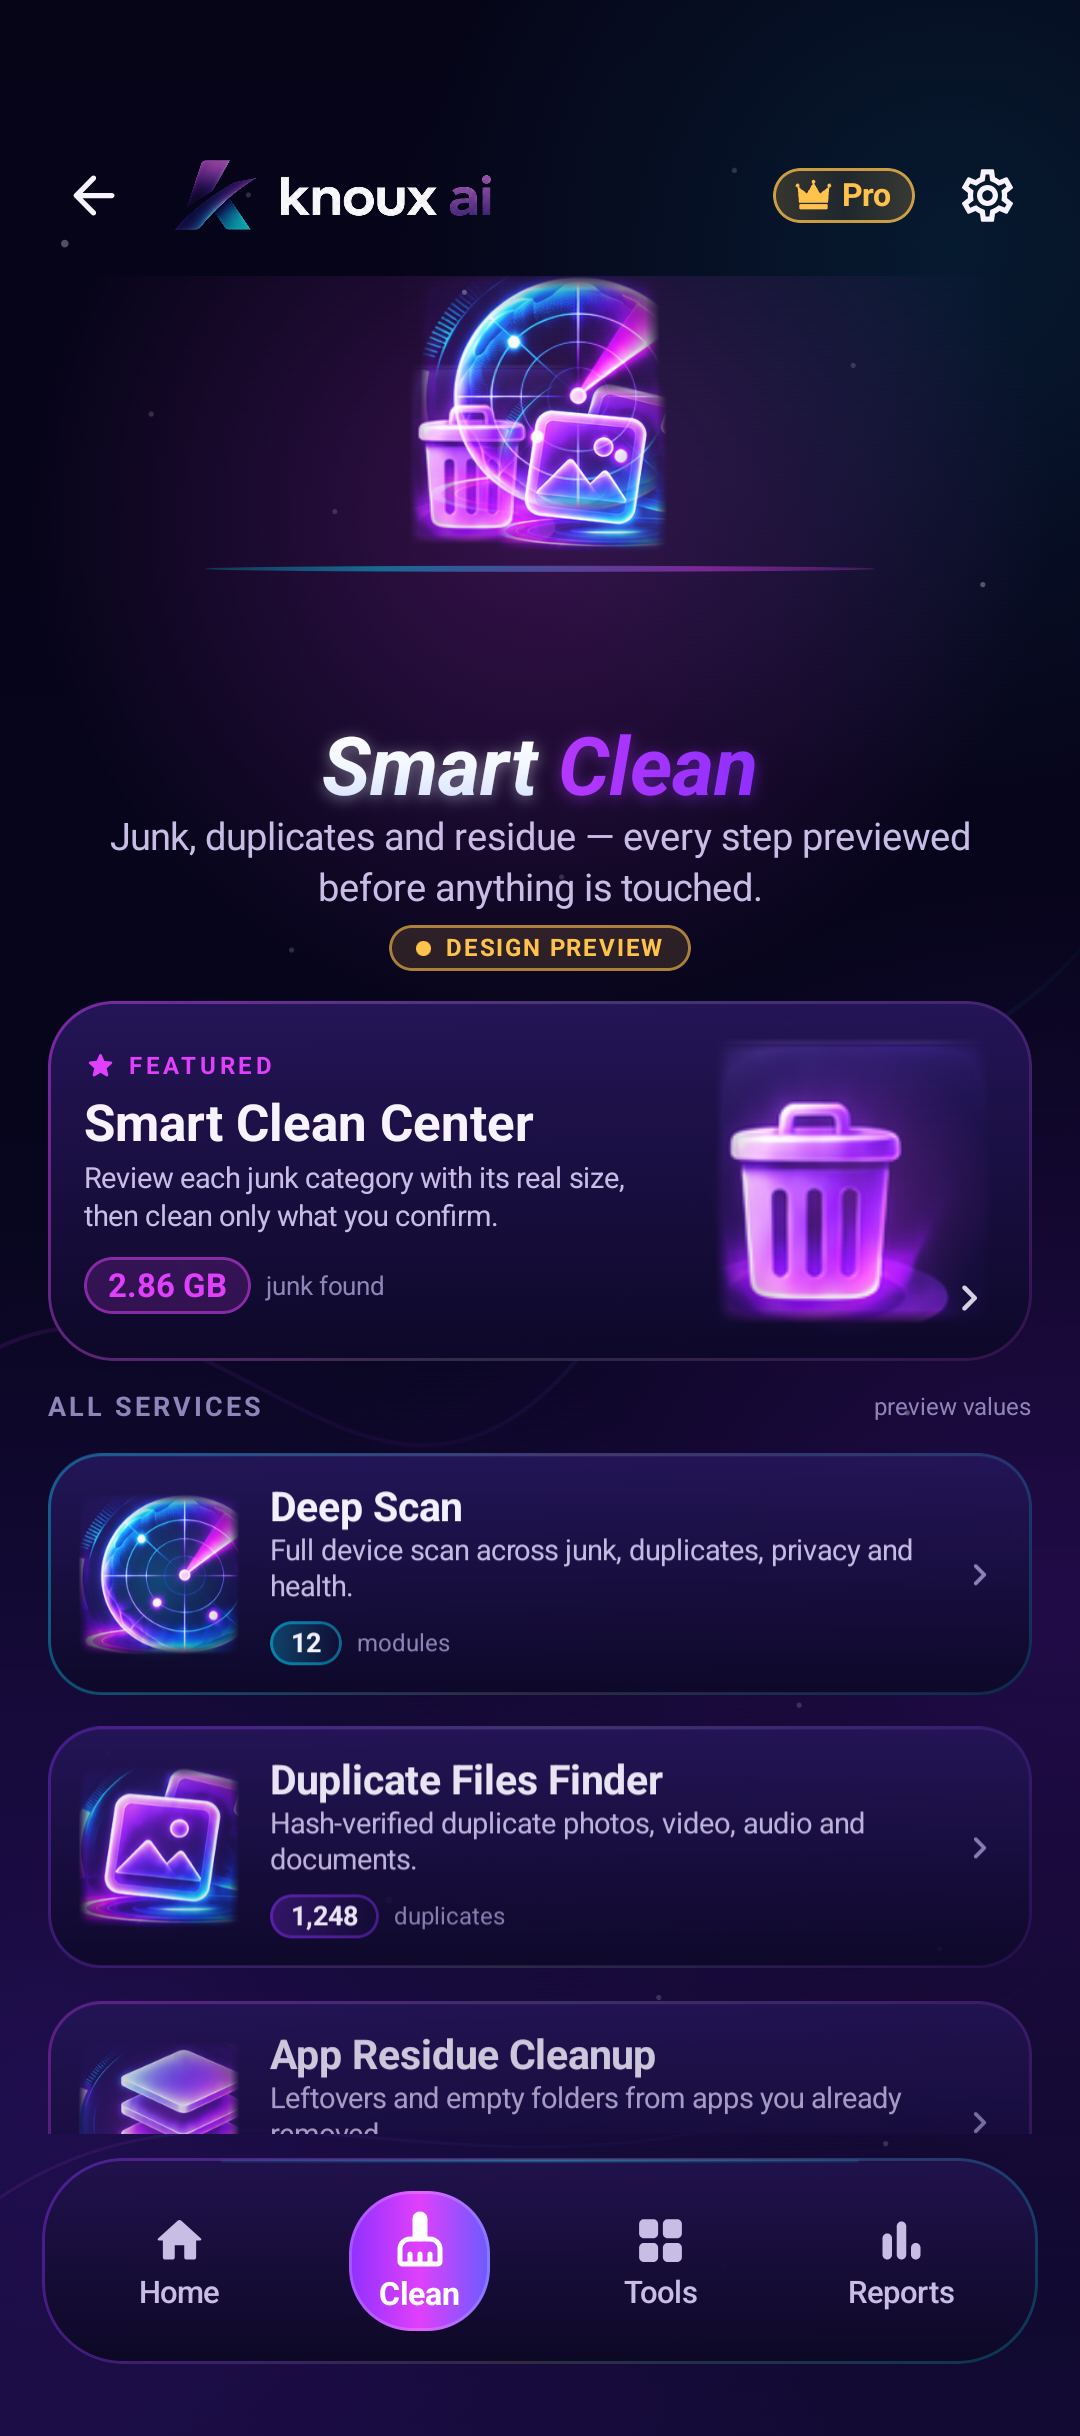 knoux ai
Pro
Smart Clean
Junk, duplicates and residue — every step previewed
before anything is touched.
DESIGN PREVIEW
FEATURED
Smart Clean Center
Review each junk category with its real size,
then clean only what you confirm.
2.86 GB junk found
ALL SERVICES
preview values
Deep Scan
Full device scan across junk, duplicates, privacy and
health.
12 modules
Duplicate Files Finder
Hash-verified duplicate photos, video, audio and
documents.
1,248 duplicates
App Residue Cleanup
Leftovers and empty folders from apps you already
removed
Home
Clean
Tools
Reports